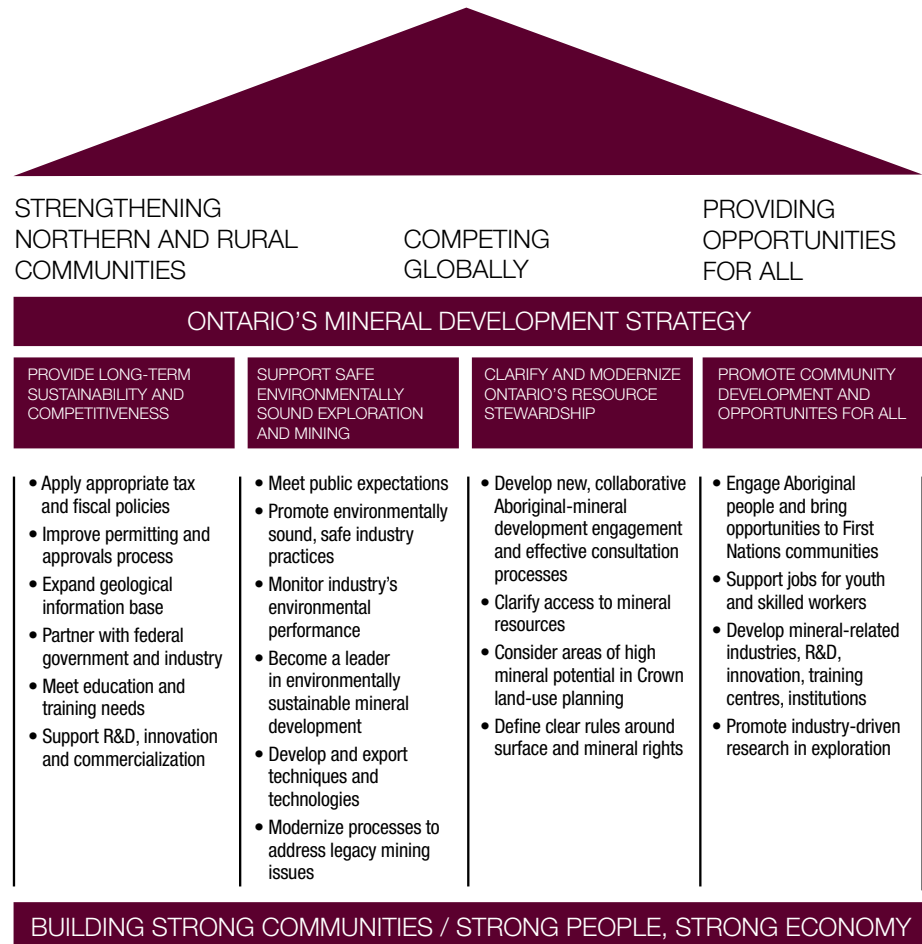 STRENGTHENING
NORTHERN AND RURAL
COMMUNITIES
COMPETING
GLOBALLY
PROVIDING
OPPORTUNITIES
FOR ALL
ONTARIO'S MINERAL DEVELOPMENT STRATEGY
PROVIDE LONG-TERM
SUSTAINABILITY AND
COMPETITIVENESS
SUPPORT SAFE
ENVIRONMENTALLY
SOUND EXPLORATION
AND MINING
CLARIFY AND MODERNIZE
ONTARIO'S RESOURCE
STEWARDSHIP
PROMOTE COMMUNITY
DEVELOPMENT AND
OPPORTUNITES FOR ALL
• Apply appropriate tax
and fiscal policies
• Improve permitting and
approvals process
• Expand geological
information base
• Partner with federal
government and industry
• Meet education and
training needs
• Support R&D, innovation
and commercialization
• Meet public expectations
• Promote environmentally
sound, safe industry
practices
• Monitor industry's
environmental
performance
• Become a leader
in environmentally
sustainable mineral
development
• Develop and export
techniques and
technologies
• Modernize processes to
address legacy mining
issues
• Develop new, collaborative
Aboriginal-mineral
development engagement
and effective consultation
processes
• Clarify access to mineral
resources
• Consider areas of high
mineral potential in Crown
land-use planning
• Define clear rules around
surface and mineral rights
• Engage Aboriginal
people and bring
opportunities to First
Nations communities
• Support jobs for youth
and skilled workers
• Develop mineral-related
industries, R&D,
innovation, training
centres, institutions
• Promote industry-driven
research in exploration
BUILDING STRONG COMMUNITIES / STRONG PEOPLE, STRONG ECONOMY